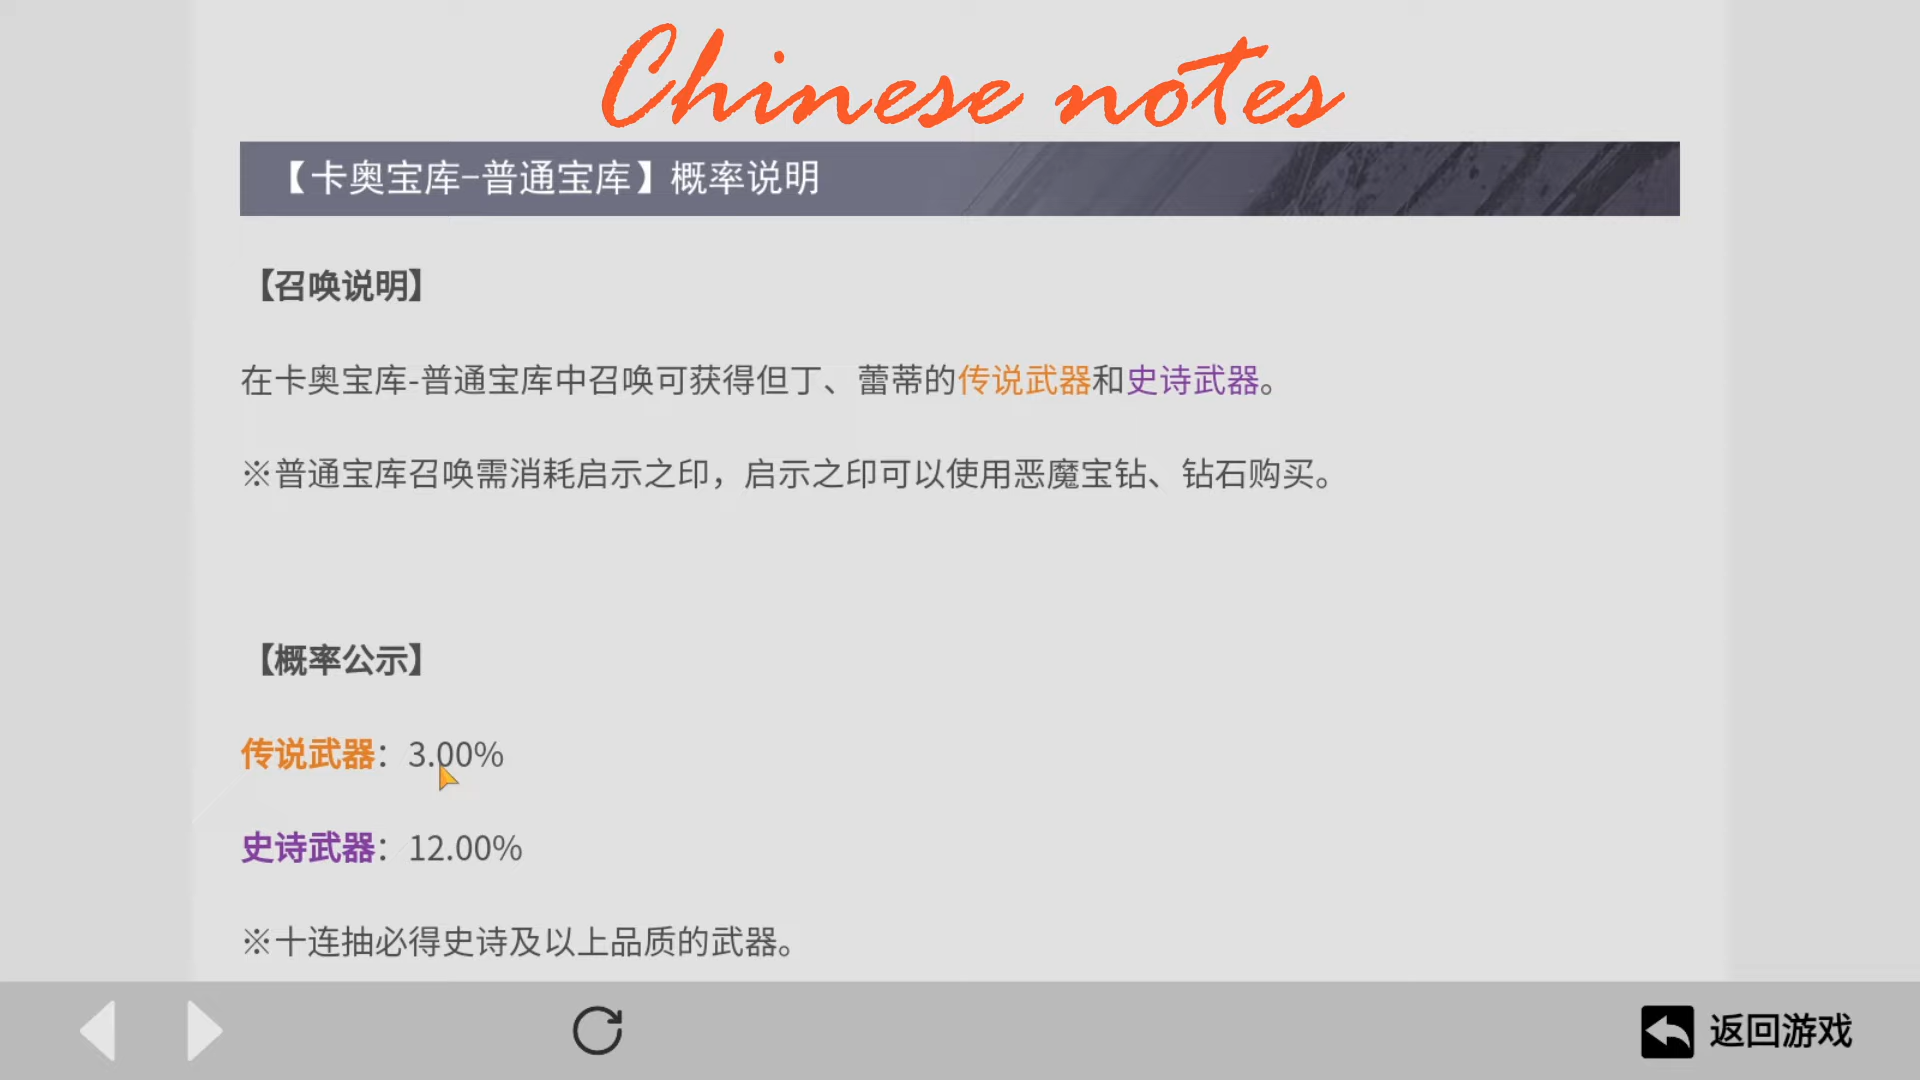 Chinese notes
【卡奥宝库-普通宝库】概率说明
【召唤说明】
在卡奥宝库-普通宝库中召唤可获得但丁、蕾蒂的传说武器和史诗武器。
※普通宝库召唤需消耗启示之印，启示之印可以使用恶魔宝钻、钻石购买。
【概率公示】
传说武器：3.00%
史诗武器：12.00%
※十连抽必得史诗及以上品质的武器。
返回游戏